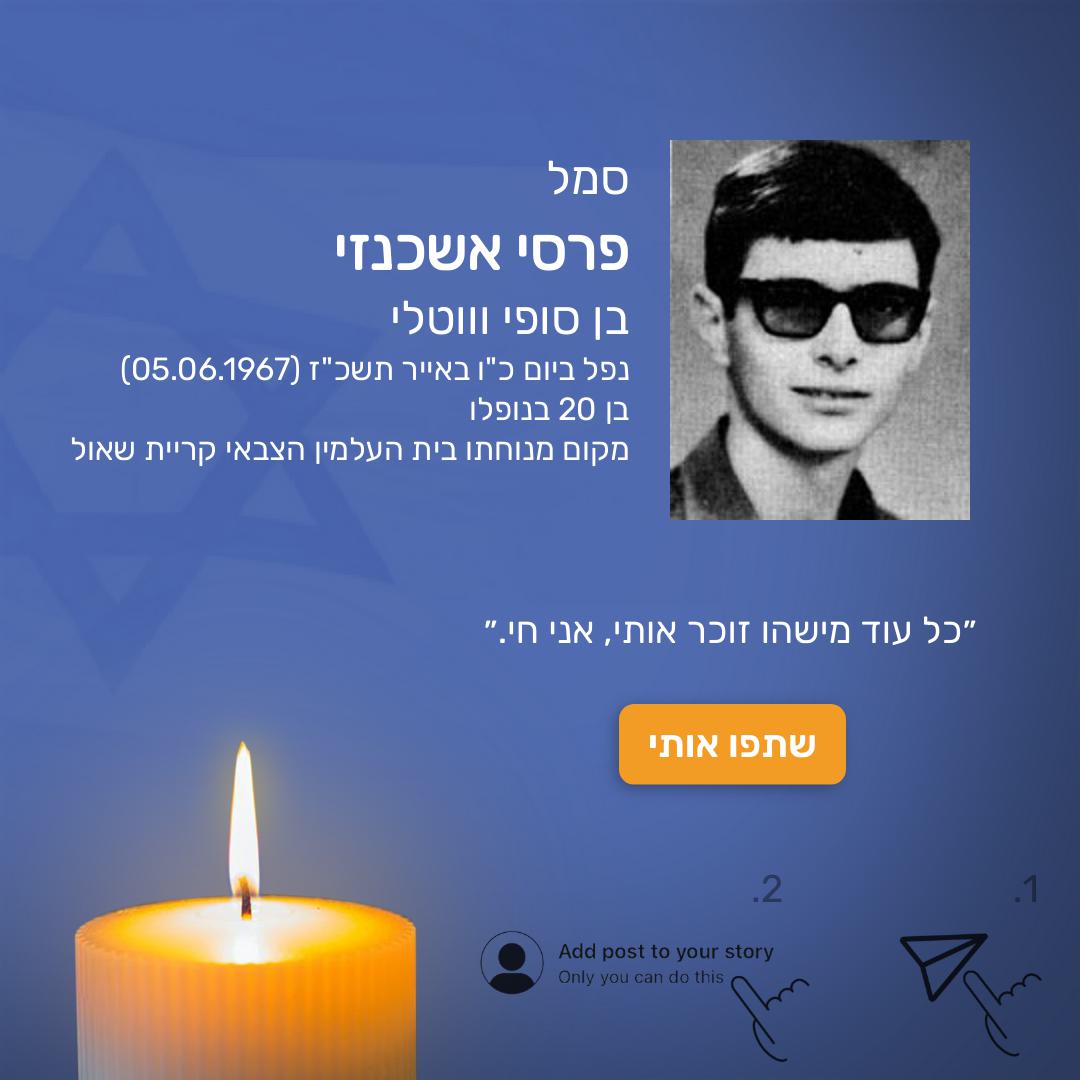 סמל
פרסי אשכנזי
בן סופי וווטלי
נפל ביום כ"ו באייר תשכ"ז (05.06.1967)
בן 20 בנופלו
מקום מנוחתו בית העלמין הצבאי קריית שאול
״כל עוד מישהו זוכר אותי, אני חי.״
שתפו אותי
1.
2.
Add post to your story
Only you can do this